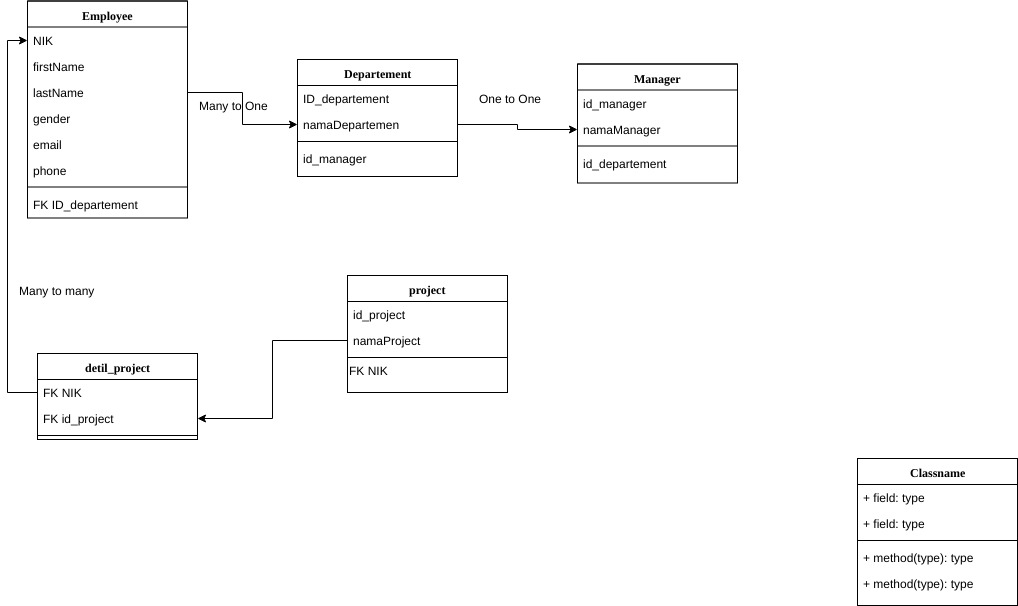 Employee
NIK
firstName
lastName
gender
email
phone
FK ID_departement
Many to One
Departement
ID_departement
namaDepartemen
id_manager
One to One
Manager
id_manager
namaManager
id_departement
Many to many
project
id_project
namaProject
FK NIK
detil_project
FK NIK
FK id_project
Classname
+ field: type
+ field: type
+ method(type): type
+ method(type): type